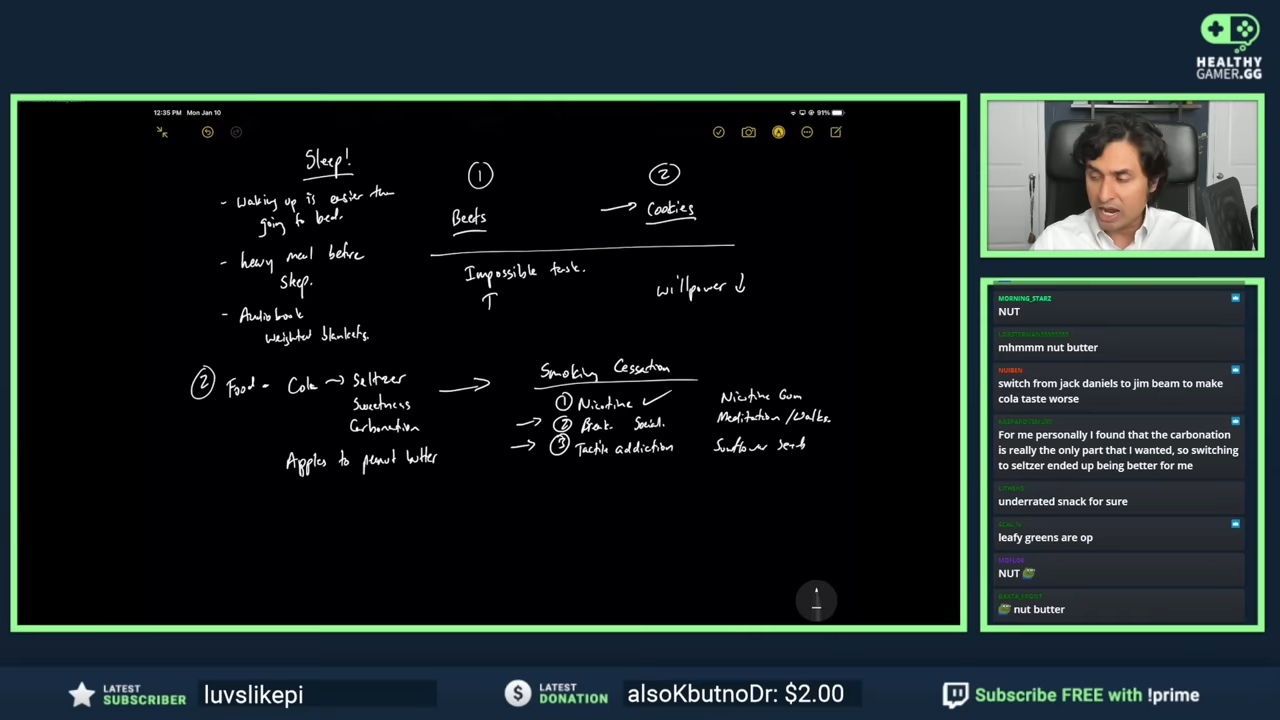 HEALTHY
GAMER.GG
12:35 PM Mon Jan 10
91%
Sleep!
- Waking up is easier than
going to bed.
- heavy meal before
sleep.
- Audiobook
Weighted blankets.
1
Beets
2
Cookies
Impossible task.
willpower ↓
2 Food - Cola → Seltzer
Sweetness
Carbonation
Apples to peanut butter
Smoking Cessation
1 Nicotine ✓ Nicotine Gum
→ 2 Break. Social. Meditation / Walks
→ 3 Tactile addiction Sunflower seeds
MORNING_STARZ
NUT
mhmmm nut butter
NUIBEN
switch from jack daniels to jim beam to make
cola taste worse
For me personally I found that the carbonation
is really the only part that I wanted, so switching
to seltzer ended up being better for me
underrated snack for sure
leafy greens are op
NUT
nut butter
LATEST
SUBSCRIBER
luvslikepi
LATEST
DONATION
alsoKbutnoDr: $2.00
Subscribe FREE with !prime